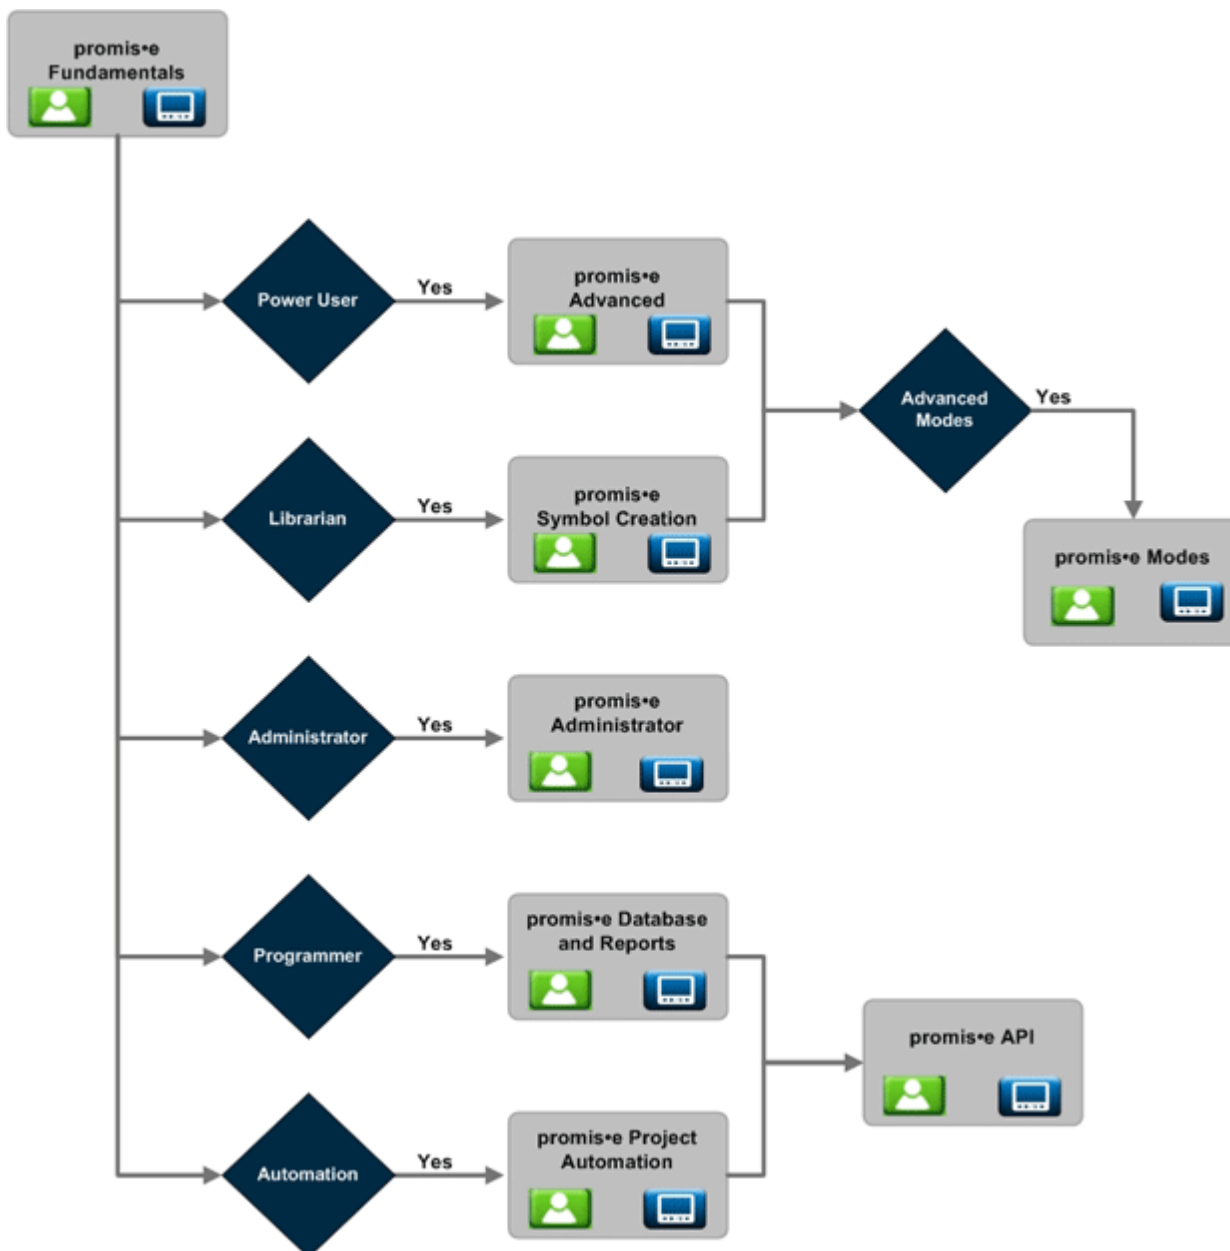 promis•e
Fundamentals
Power User
Yes
promis•e
Advanced
Advanced
Modes
Yes
Librarian
Yes
promis•e
Symbol Creation
promis•e Modes
Administrator
Yes
promis•e
Administrator
Programmer
Yes
promis•e Database
and Reports
promis•e API
Automation
Yes
promis•e Project
Automation